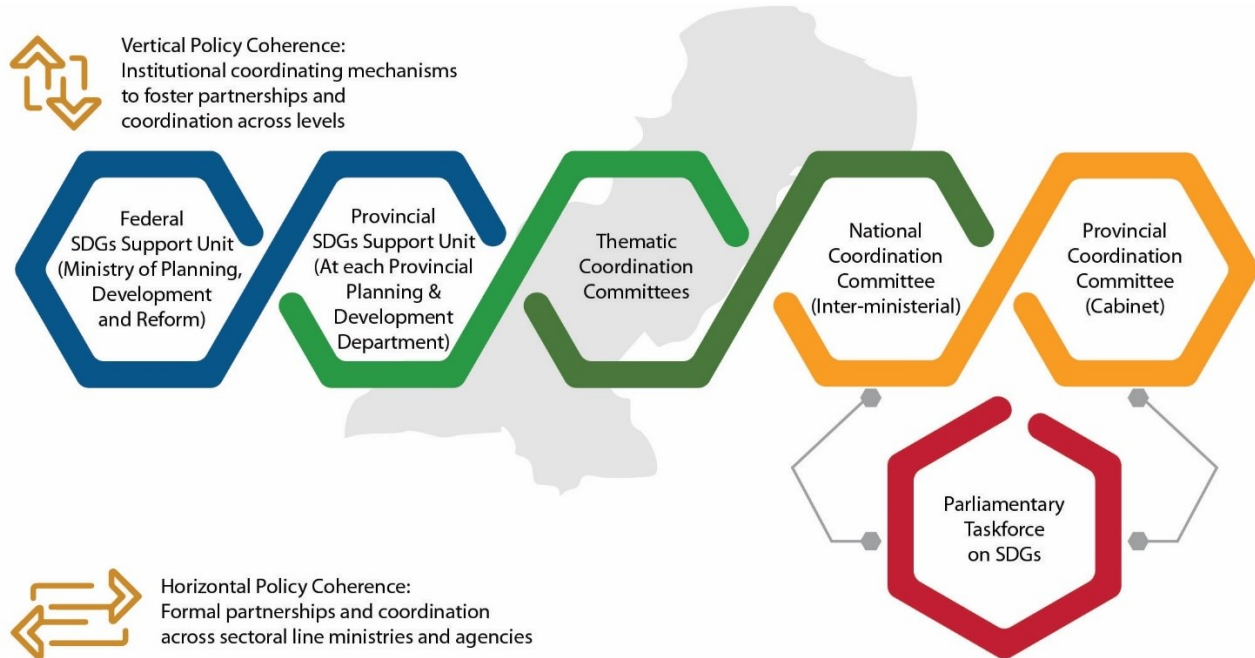 Vertical Policy Coherence:
Institutional coordinating mechanisms
to foster partnerships and
coordination across levels
Federal
SDGs Support Unit
(Ministry of Planning,
Development
and Reform)
Provincial
SDGs Support Unit
(At each Provincial
Planning &
Development
Department)
Thematic
Coordination
Committees
National
Coordination
Committee
(Inter-ministerial)
Provincial
Coordination
Committee
(Cabinet)
Parliamentary
Taskforce
on SDGs
Horizontal Policy Coherence:
Formal partnerships and coordination
across sectoral line ministries and agencies